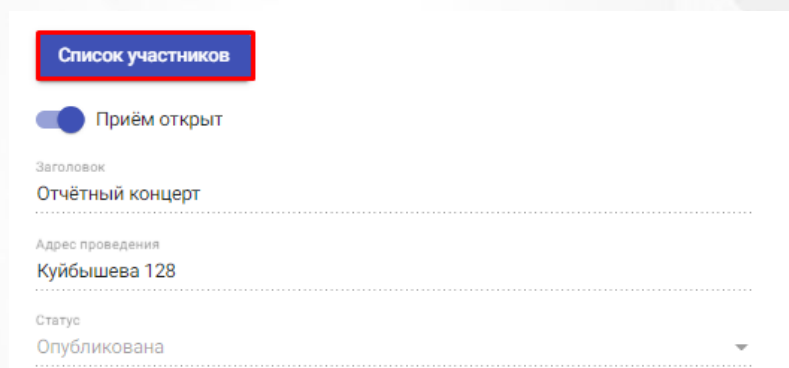 Список участников
Приём открыт
Заголовок
Отчётный концерт
Адрес проведения
Куйбышева 128
Статус
Опубликована